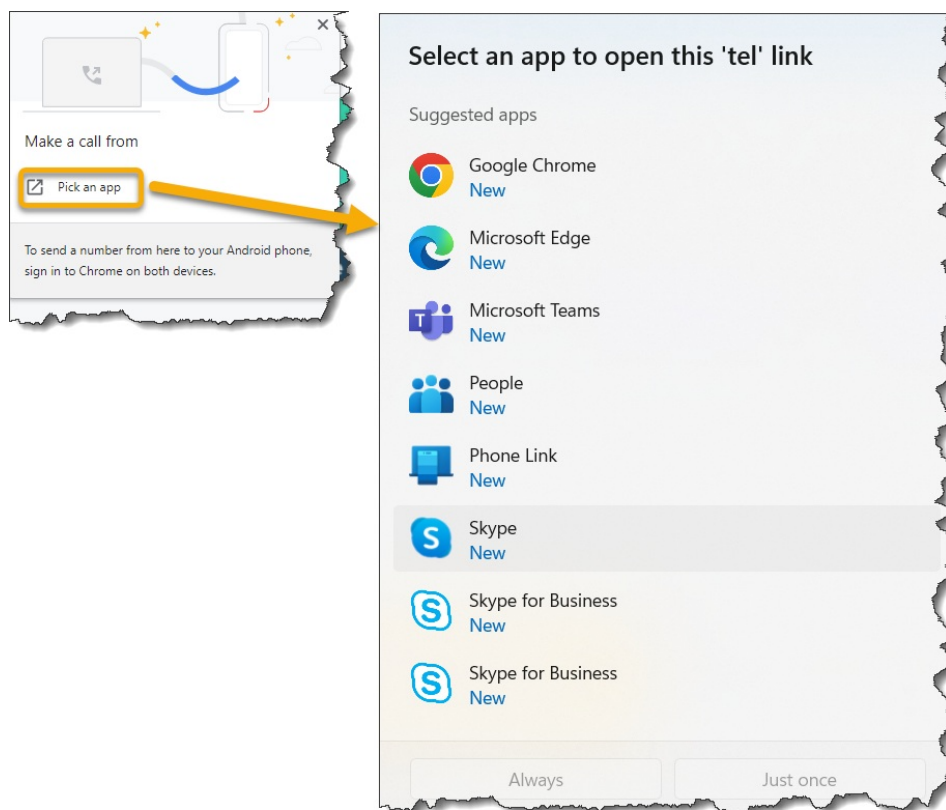 Make a call from
Pick an app
To send a number from here to your Android phone,
sign in to Chrome on both devices.
Select an app to open this 'tel' link
Suggested apps
Google Chrome
New
Microsoft Edge
New
Microsoft Teams
New
People
New
Phone Link
New
Skype
New
Skype for Business
New
Skype for Business
New
Always
Just once